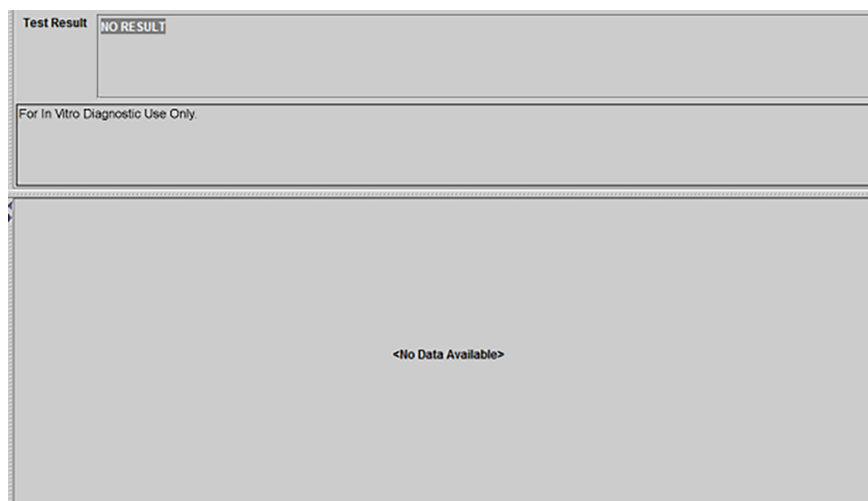 Test Result
NO RESULT
For In Vitro Diagnostic Use Only.
<No Data Available>